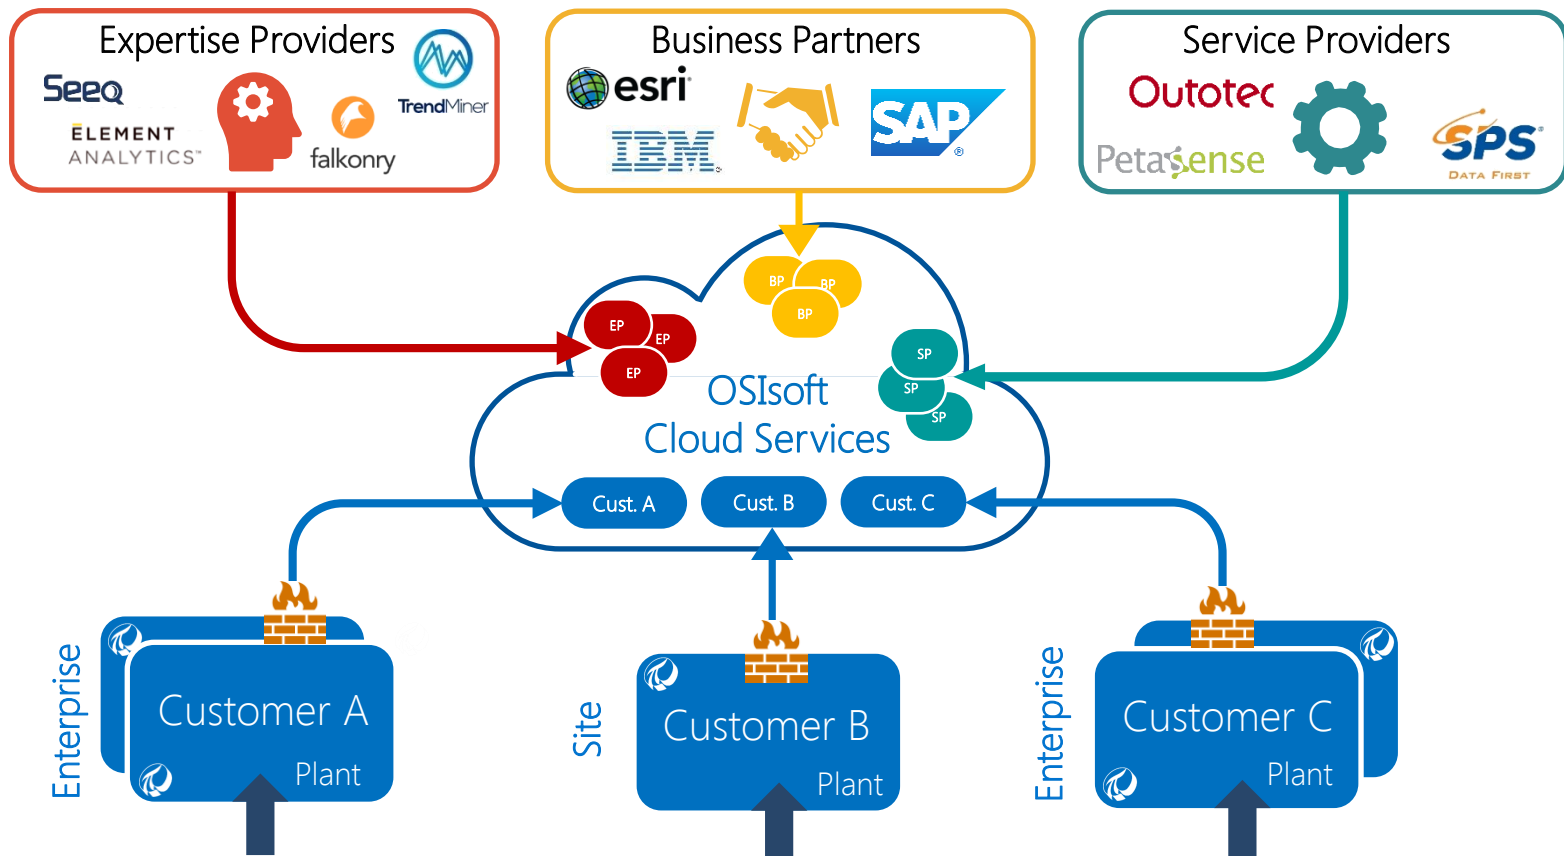 Expertise Providers
Seeq
TrendMiner
ELEMENT
ANALYTICS™
falkonry
Business Partners
esri®
IBM®
SAP®
Service Providers
Outotec
Petasense
SPS®
DATA FIRST
BP
BP
BP
EP
EP
EP
SP
SP
SP
OSIsoft
Cloud Services
Cust. A
Cust. B
Cust. C
Enterprise
Customer A
Plant
Site
Customer B
Plant
Enterprise
Customer C
Plant